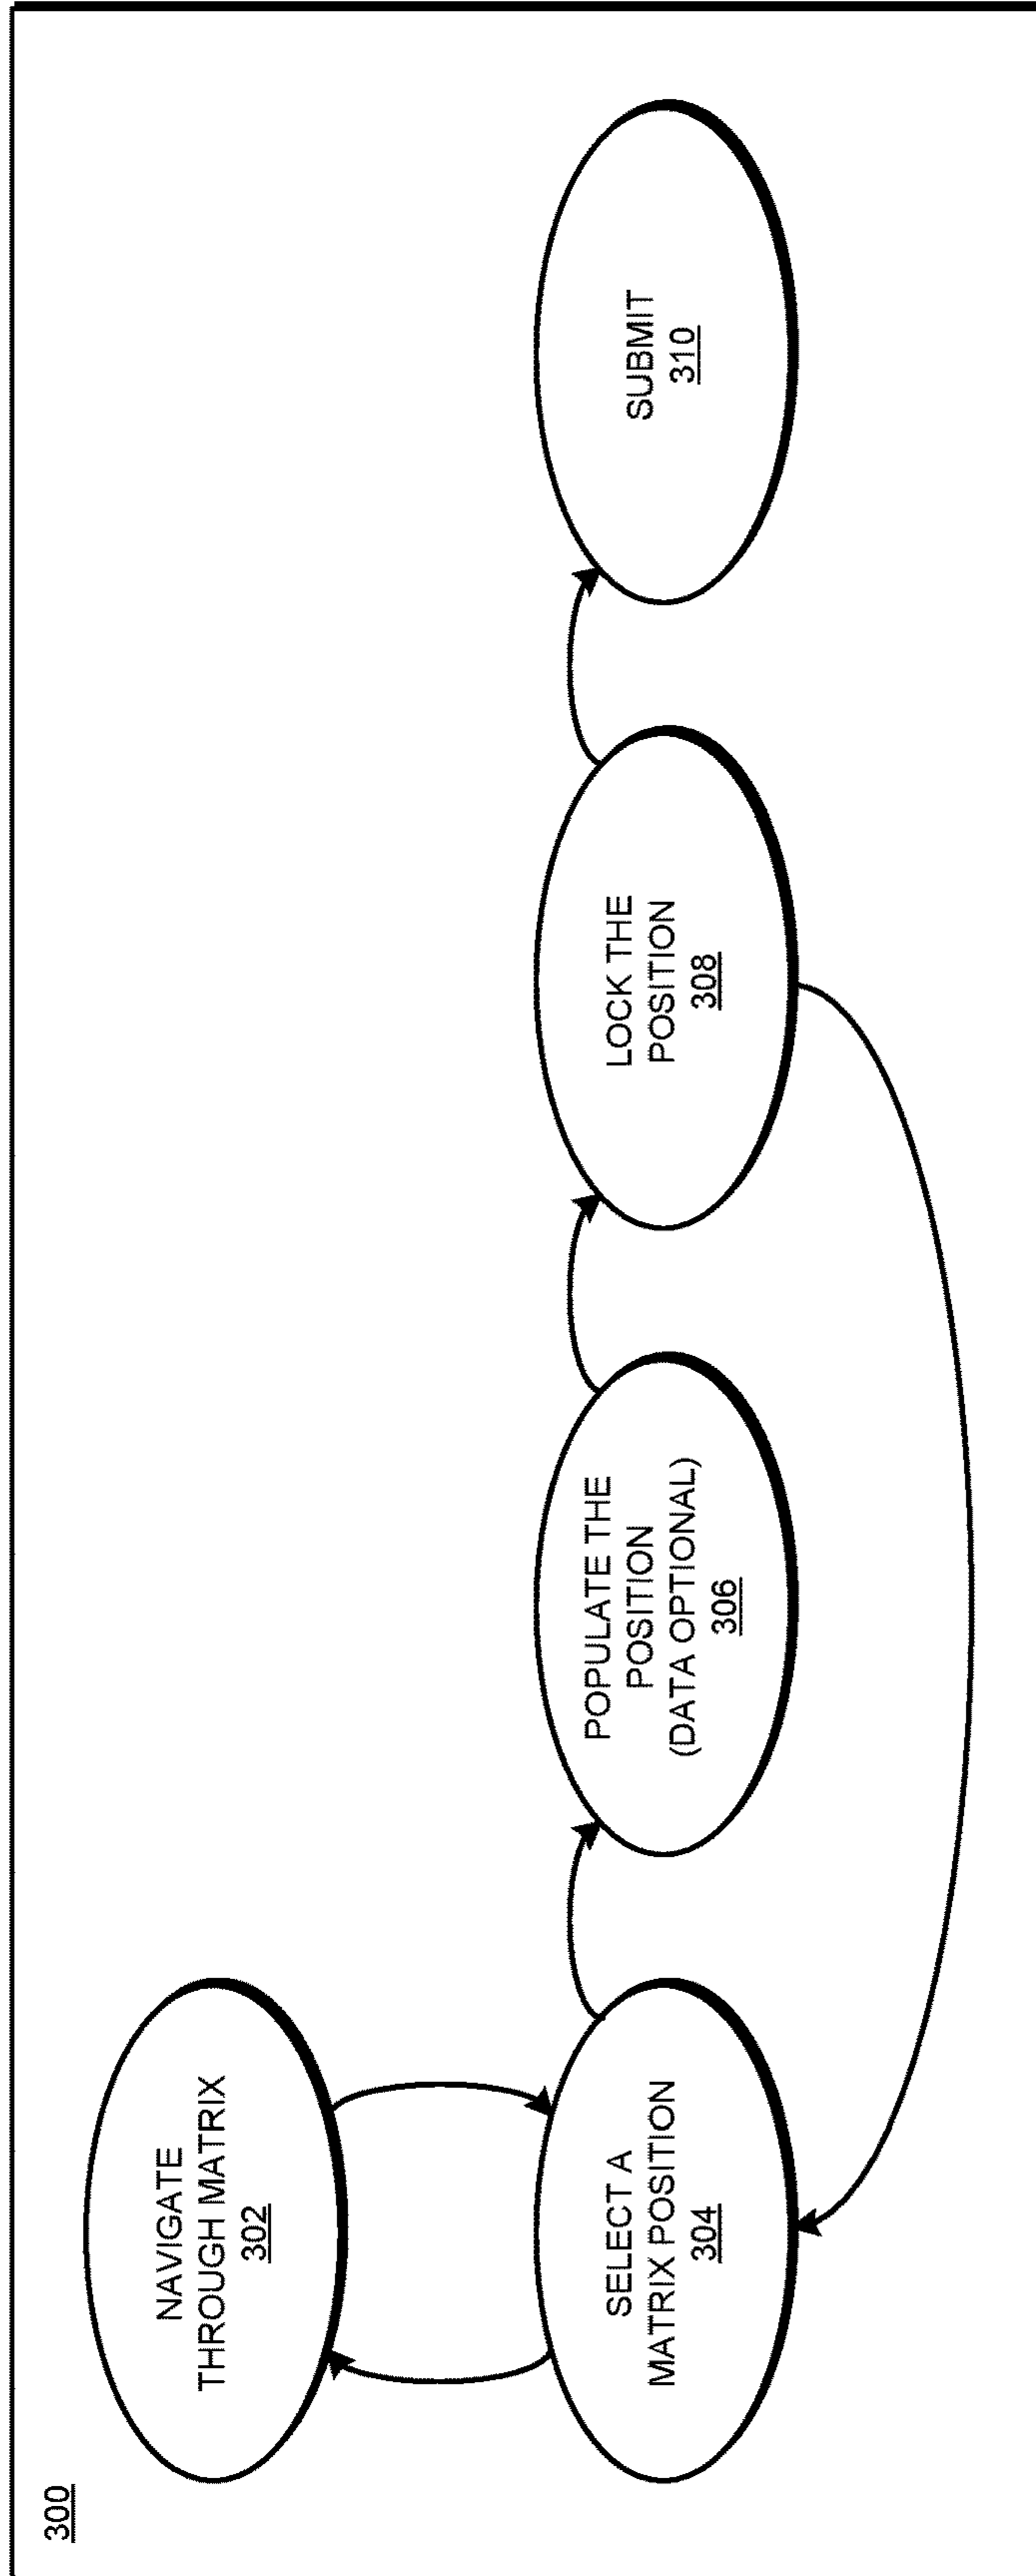 300
NAVIGATE
THROUGH MATRIX
302
SELECT A
MATRIX POSITION
304
POPULATE THE
POSITION
(DATA OPTIONAL)
306
LOCK THE
POSITION
308
SUBMIT
310